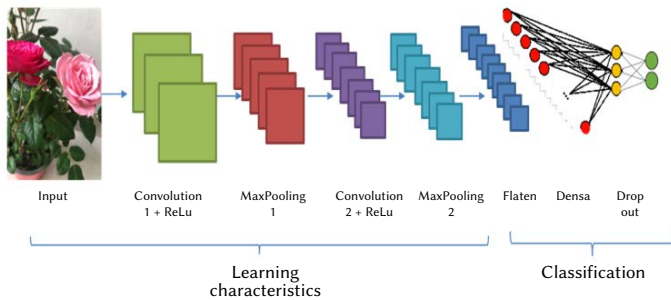 Input
Convolution
1 + ReLu
MaxPooling
1
Convolution
2 + ReLu
MaxPooling
2
Flaten
Densa
Drop
out
Learning
characteristics
Classification